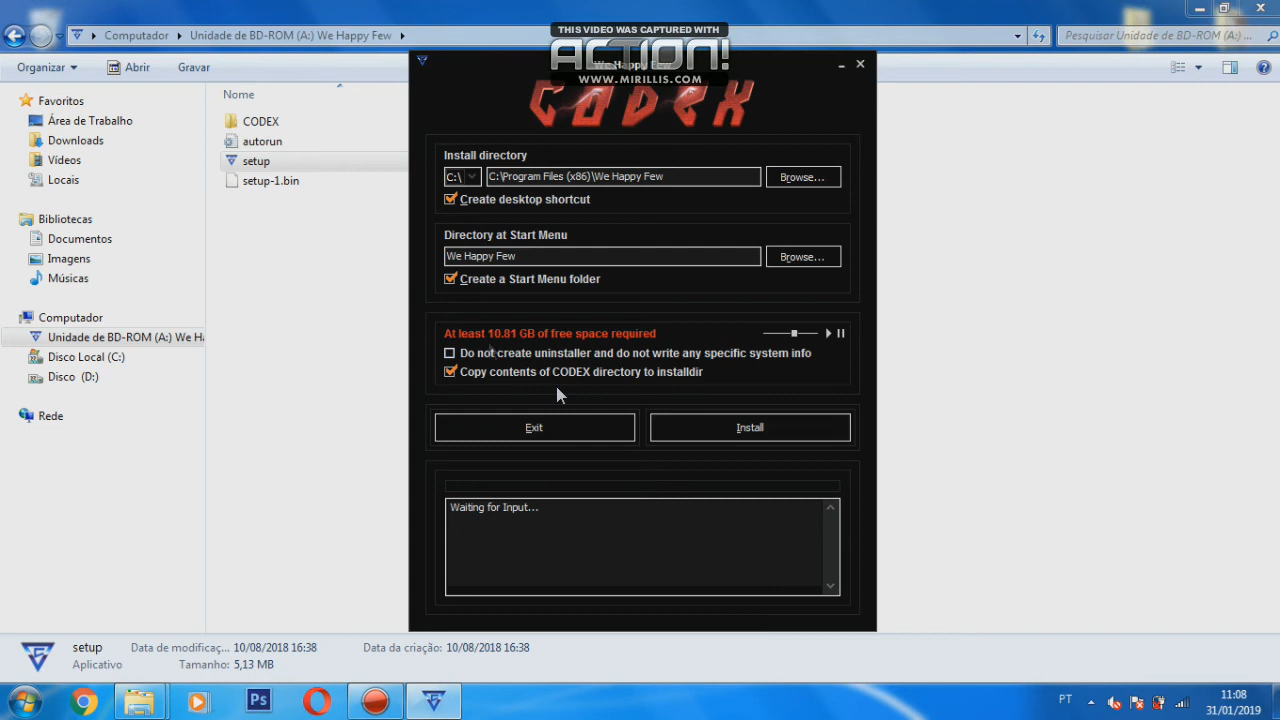 Computador
Unidade de BD-ROM (A:) We Happy Few
Pesquisar Unidade de BD-ROM (A:) ...
THIS VIDEO WAS CAPTURED WITH
ACTION!
WWW.MIRILLIS.COM
We Happy Few
Organizar
Abrir
Gravar
CODEX
Favoritos
Área de Trabalho
Downloads
Vídeos
Locais
Bibliotecas
Documentos
Imagens
Músicas
Computador
Unidade de BD-ROM (A:) We Ha
Disco Local (C:)
Disco (D:)
Rede
Nome
CODEX
autorun
setup
setup-1.bin
Install directory
C:\
C:\Program Files (x86)\We Happy Few
Browse...
Create desktop shortcut
Directory at Start Menu
We Happy Few
Browse...
Create a Start Menu folder
At least 10.81 GB of free space required
Do not create uninstaller and do not write any specific system info
Copy contents of CODEX directory to installdir
Exit
Install
Waiting for Input...
setup
Data de modificaç... 10/08/2018 16:38
Data da criação: 10/08/2018 16:38
Aplicativo
Tamanho: 5,13 MB
Ps
PT
11:08
31/01/2019